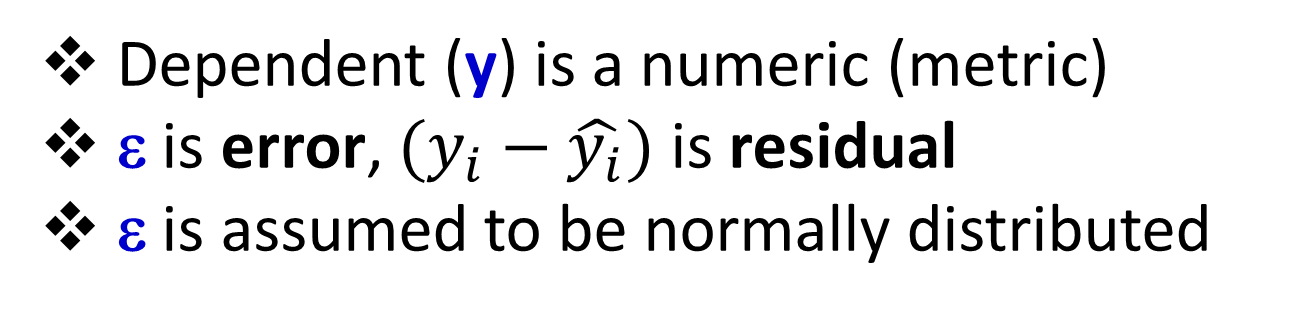 ❖ Dependent (y) is a numeric (metric)
❖ ε is error, (yᵢ − ŷᵢ) is residual
❖ ε is assumed to be normally distributed